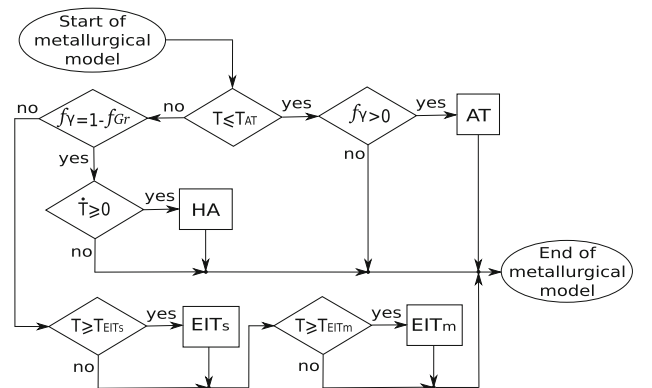 Start of
metallurgical
model
no
no
yes
yes
fγ=1-fGr
T⩽TAT
fγ>0
AT
yes
no
Ṫ⩾0
yes
HA
no
End of
metallurgical
model
T⩾TEITs
yes
EITs
T⩾TEITm
yes
EITm
no
no